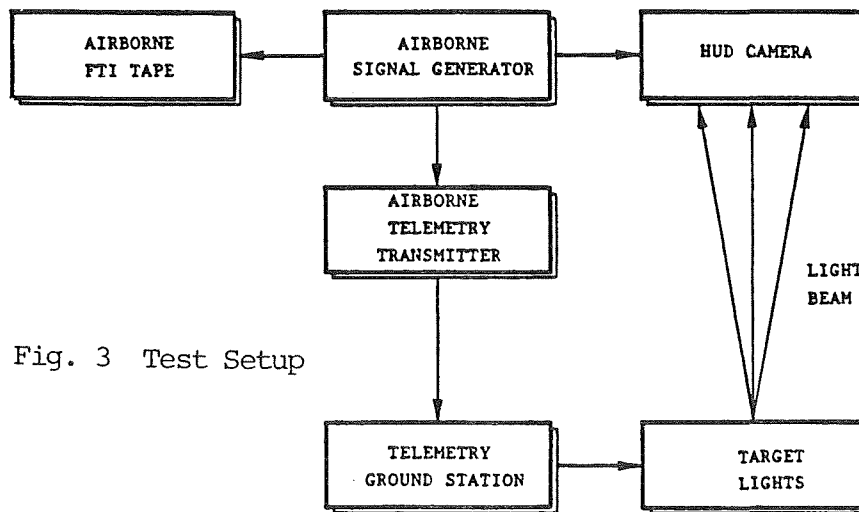 AIRBORNE
FTI TAPE
AIRBORNE
SIGNAL GENERATOR
HUD CAMERA
AIRBORNE
TELEMETRY
TRANSMITTER
LIGHT
BEAM
Fig. 3 Test Setup
TELEMETRY
GROUND STATION
TARGET
LIGHTS